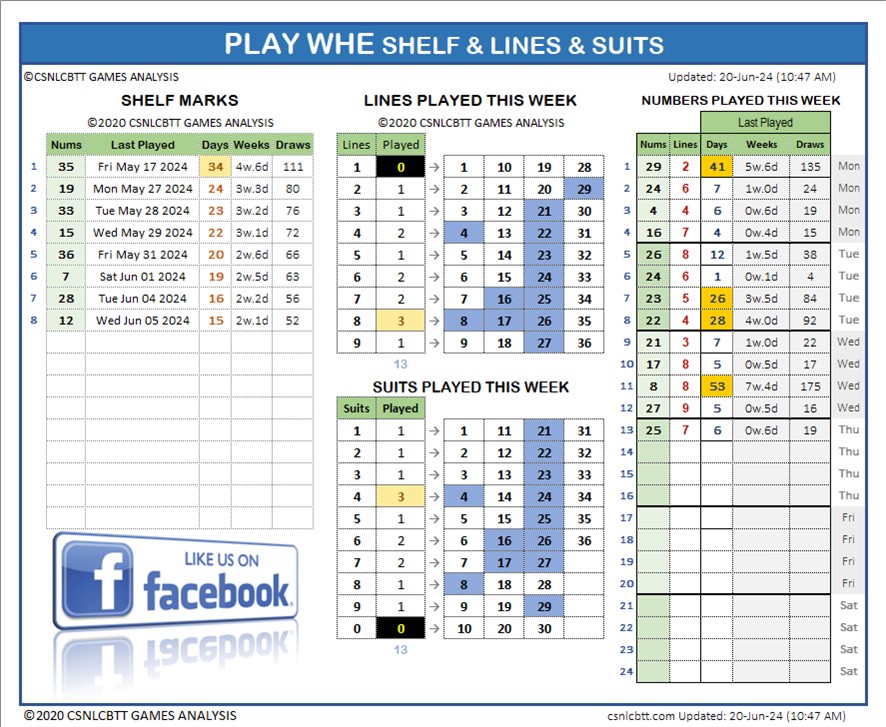 PLAY WHE SHELF & LINES & SUITS
©CSNLCBTT GAMES ANALYSIS
Updated: 20-Jun-24 (10:47 AM)
SHELF MARKS
©2020 CSNLCBTT GAMES ANALYSIS
Nums Last Played Days Weeks Draws
1 35 Fri May 17 2024 34 4w.6d 111
2 19 Mon May 27 2024 24 3w.3d 80
3 33 Tue May 28 2024 23 3w.2d 76
4 15 Wed May 29 2024 22 3w.1d 72
5 36 Fri May 31 2024 20 2w.6d 66
6 7 Sat Jun 01 2024 19 2w.5d 63
7 28 Tue Jun 04 2024 16 2w.2d 56
8 12 Wed Jun 05 2024 15 2w.1d 52
LIKE US ON
facebook.
LINES PLAYED THIS WEEK
©2020 CSNLCBTT GAMES ANALYSIS
Lines Played
1 0 → 1 10 19 28
2 1 → 2 11 20 29
3 1 → 3 12 21 30
4 2 → 4 13 22 31
5 1 → 5 14 23 32
6 2 → 6 15 24 33
7 2 → 7 16 25 34
8 3 → 8 17 26 35
9 1 → 9 18 27 36
13
SUITS PLAYED THIS WEEK
Suits Played
1 1 → 1 11 21 31
2 1 → 2 12 22 32
3 1 → 3 13 23 33
4 3 → 4 14 24 34
5 1 → 5 15 25 35
6 2 → 6 16 26 36
7 2 → 7 17 27
8 1 → 8 18 28
9 1 → 9 19 29
0 0 → 10 20 30
13
NUMBERS PLAYED THIS WEEK
Last Played
Nums Lines Days Weeks Draws
1 29 2 41 5w.6d 135 Mon
2 24 6 7 1w.0d 24 Mon
3 4 4 6 0w.6d 19 Mon
4 16 7 4 0w.4d 15 Mon
5 26 8 12 1w.5d 38 Tue
6 24 6 1 0w.1d 4 Tue
7 23 5 26 3w.5d 84 Tue
8 22 4 28 4w.0d 92 Tue
9 21 3 7 1w.0d 22 Wed
10 17 8 5 0w.5d 17 Wed
11 8 8 53 7w.4d 175 Wed
12 27 9 5 0w.5d 16 Wed
13 25 7 6 0w.6d 19 Thu
14 Thu
15 Thu
16 Thu
17 Fri
18 Fri
19 Fri
20 Fri
21 Sat
22 Sat
23 Sat
24 Sat
©2020 CSNLCBTT GAMES ANALYSIS
csnlcbtt.com Updated: 20-Jun-24 (10:47 AM)